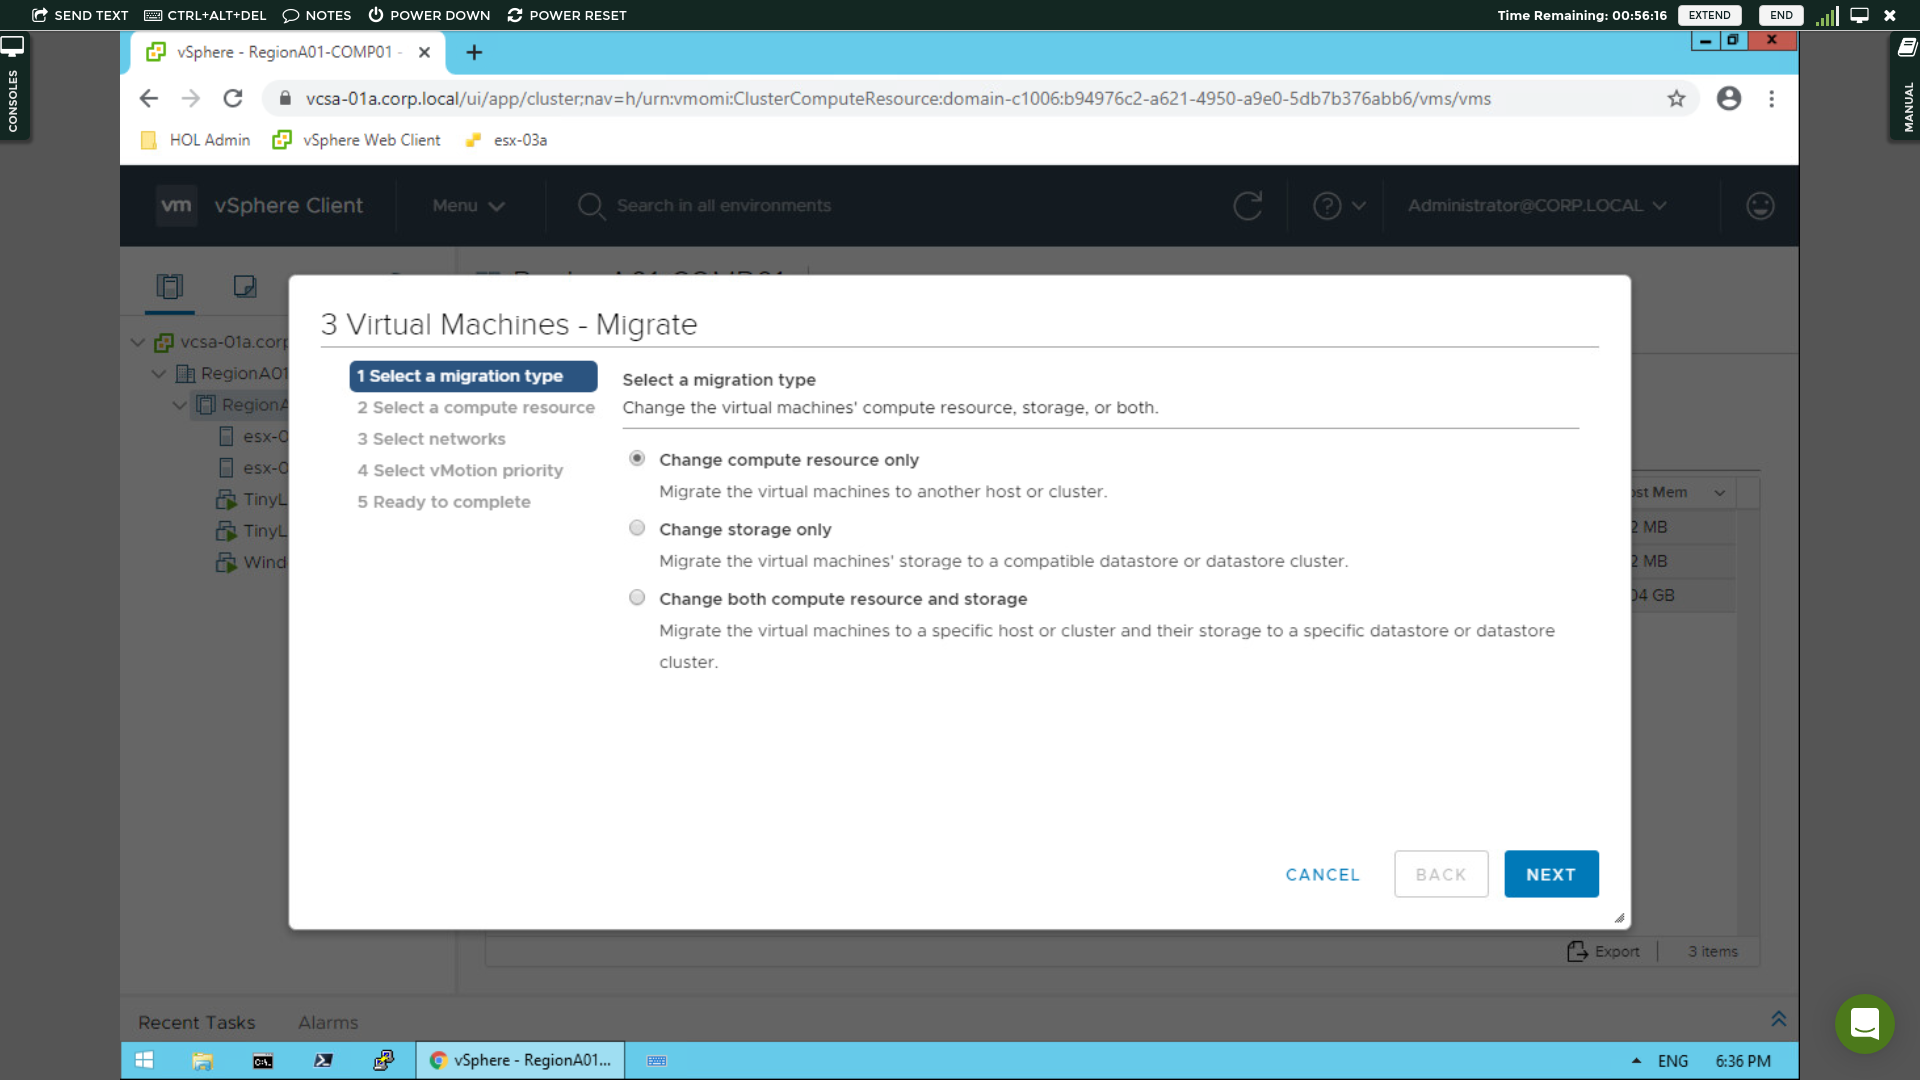 SEND TEXT CTRL+ALT+DEL NOTES POWER DOWN POWER RESET Time Remaining: 00:56:16 EXTEND END
CONSOLES
MANUAL
vSphere - RegionA01-COMP01 -
vcsa-01a.corp.local/ui/app/cluster;nav=h/urn:vmomi:ClusterComputeResource:domain-c1006:b94976c2-a621-4950-a9e0-5db7b376abb6/vms/vms
HOL Admin vSphere Web Client esx-03a
vm vSphere Client Menu Search in all environments Administrator@CORP.LOCAL
vcsa-01a.corp
RegionA01
RegionA
esx-0
esx-0
TinyL
TinyL
Wind
3 Virtual Machines - Migrate
1 Select a migration type
2 Select a compute resource
3 Select networks
4 Select vMotion priority
5 Ready to complete
Select a migration type
Change the virtual machines' compute resource, storage, or both.
Change compute resource only
Migrate the virtual machines to another host or cluster.
Change storage only
Migrate the virtual machines' storage to a compatible datastore or datastore cluster.
Change both compute resource and storage
Migrate the virtual machines to a specific host or cluster and their storage to a specific datastore or datastore
cluster.
CANCEL BACK NEXT
ost Mem
2 MB
2 MB
04 GB
Export 3 items
Recent Tasks Alarms
vSphere - RegionA01... ENG 6:36 PM